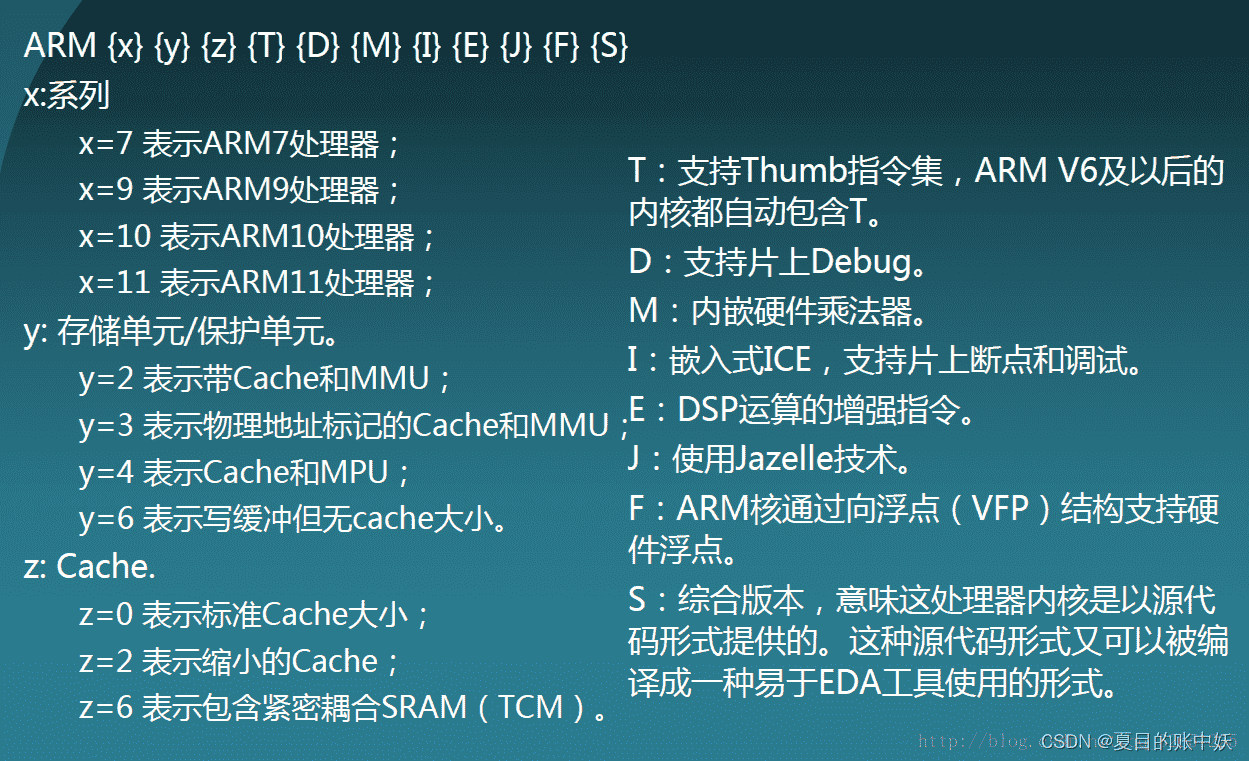 ARM {x} {y} {z} {T} {D} {M} {I} {E} {J} {F} {S}
x:系列
x=7 表示ARM7处理器；
x=9 表示ARM9处理器；
x=10 表示ARM10处理器；
x=11 表示ARM11处理器；
y: 存储单元/保护单元。
y=2 表示带Cache和MMU；
y=3 表示物理地址标记的Cache和MMU；
y=4 表示Cache和MPU；
y=6 表示写缓冲但无cache大小。
z: Cache.
z=0 表示标准Cache大小；
z=2 表示缩小的Cache；
z=6 表示包含紧密耦合SRAM（TCM）。
T：支持Thumb指令集，ARM V6及以后的
内核都自动包含T。
D：支持片上Debug。
M：内嵌硬件乘法器。
I：嵌入式ICE，支持片上断点和调试。
E：DSP运算的增强指令。
J：使用Jazelle技术。
F：ARM核通过向浮点（VFP）结构支持硬
件浮点。
S：综合版本，意味这处理器内核是以源代
码形式提供的。这种源代码形式又可以被编
译成一种易于EDA工具使用的形式。
http://blog.
CSDN @夏目的账中妖